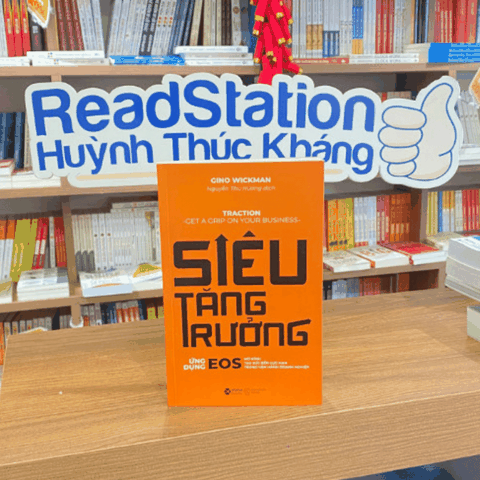 ReadStation
Huỳnh Thúc Kháng
GINO WICKMAN
TRACTION
-GET A GRIP ON YOUR BUSINESS-
SIÊU
TĂNG
TRƯỞNG
ỨNG
DỤNG
EOS